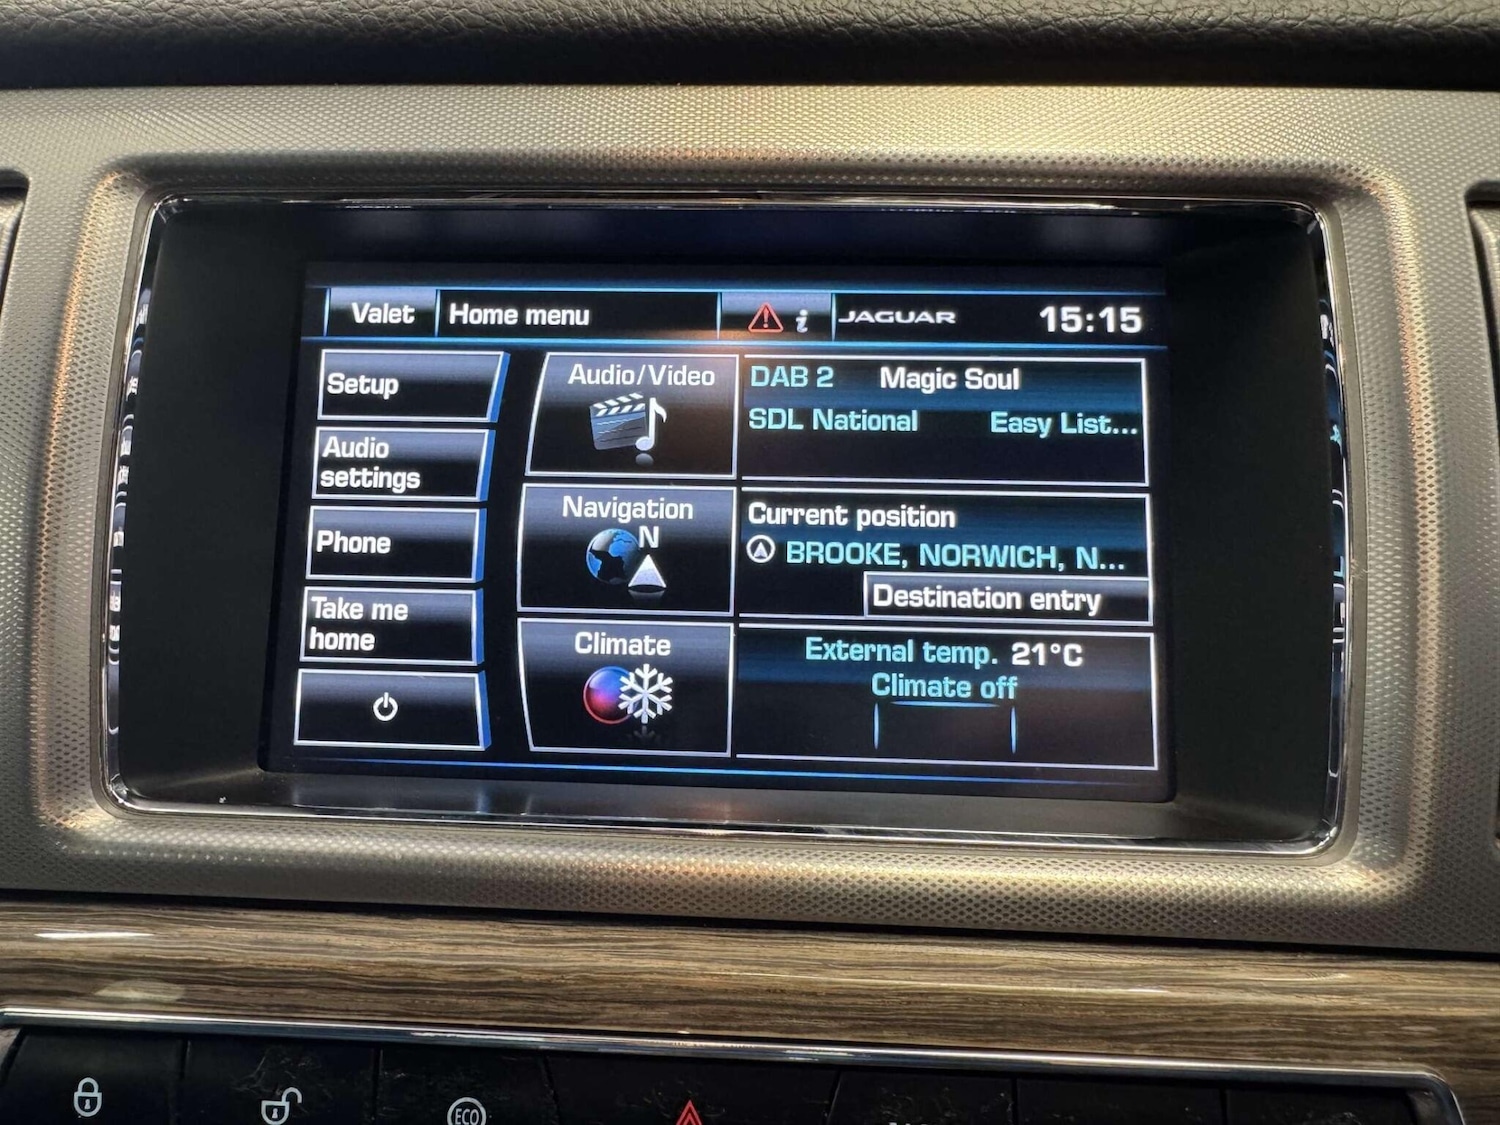 Valet
Home menu
i
JAGUAR
15:15
Setup
Audio
settings
Phone
Take me
home
Audio/Video
Navigation
N
Climate
DAB 2 Magic Soul
SDL National Easy List...
Current position
BROOKE, NORWICH, N...
Destination entry
External temp. 21°C
Climate off
ECO